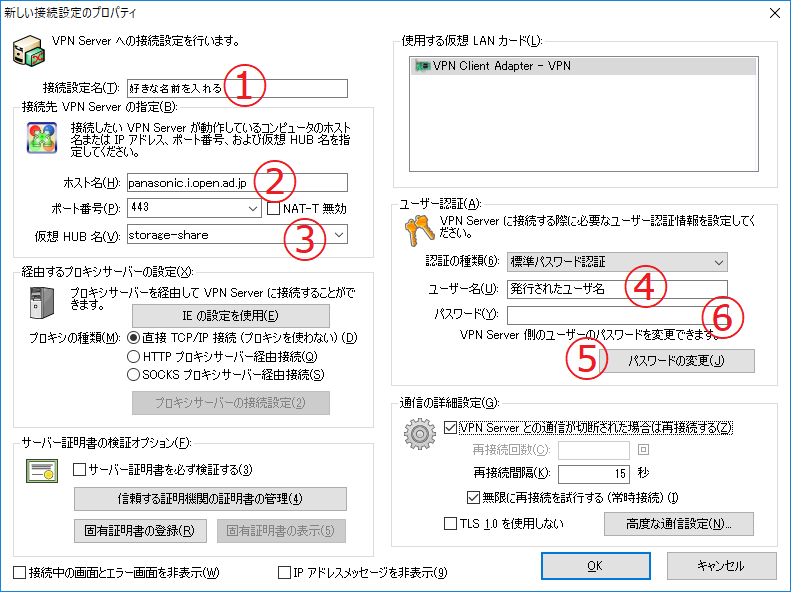 新しい接続設定のプロパティ
VPN Server への接続設定を行います。
接続設定名(T): 好きな名前を入れる ①
接続先 VPN Server の指定(B):
接続したい VPN Server が動作しているコンピュータのホスト
名または IP アドレス、ポート番号、および仮想 HUB 名を指
定してください。
ホスト名(H): panasonic.i.open.ad.jp ②
ポート番号(P): 443 NAT-T 無効
仮想 HUB 名(V): storage-share ③
経由するプロキシサーバーの設定(X):
プロキシサーバーを経由して VPN Server に接続することがで
きます。
IE の設定を使用(E)
プロキシの種類(M): 直接 TCP/IP 接続 (プロキシを使わない) (D)
HTTP プロキシサーバー経由接続(Q)
SOCKS プロキシサーバー経由接続(S)
プロキシサーバーの接続設定(2)
サーバー証明書の検証オプション(F):
サーバー証明書を必ず検証する(3)
信頼する証明機関の証明書の管理(4)
固有証明書の登録(R) 固有証明書の表示(5)
接続中の画面とエラー画面を非表示(W)
IP アドレスメッセージを非表示(9)
使用する仮想 LAN カード(L):
VPN Client Adapter - VPN
ユーザー認証(A):
VPN Server に接続する際に必要なユーザー認証情報を設定してく
ださい。
認証の種類(6): 標準パスワード認証
ユーザー名(U): 発行されたユーザ名 ④
パスワード(Y): ⑥
VPN Server 側のユーザーのパスワードを変更できます。
⑤ パスワードの変更(J)
通信の詳細設定(G):
VPN Server との通信が切断された場合は再接続する(Z)
再接続回数(C): 回
再接続間隔(K): 15 秒
無限に再接続を試行する (常時接続) (I)
TLS 1.0 を使用しない 高度な通信設定(N)...
OK キャンセル